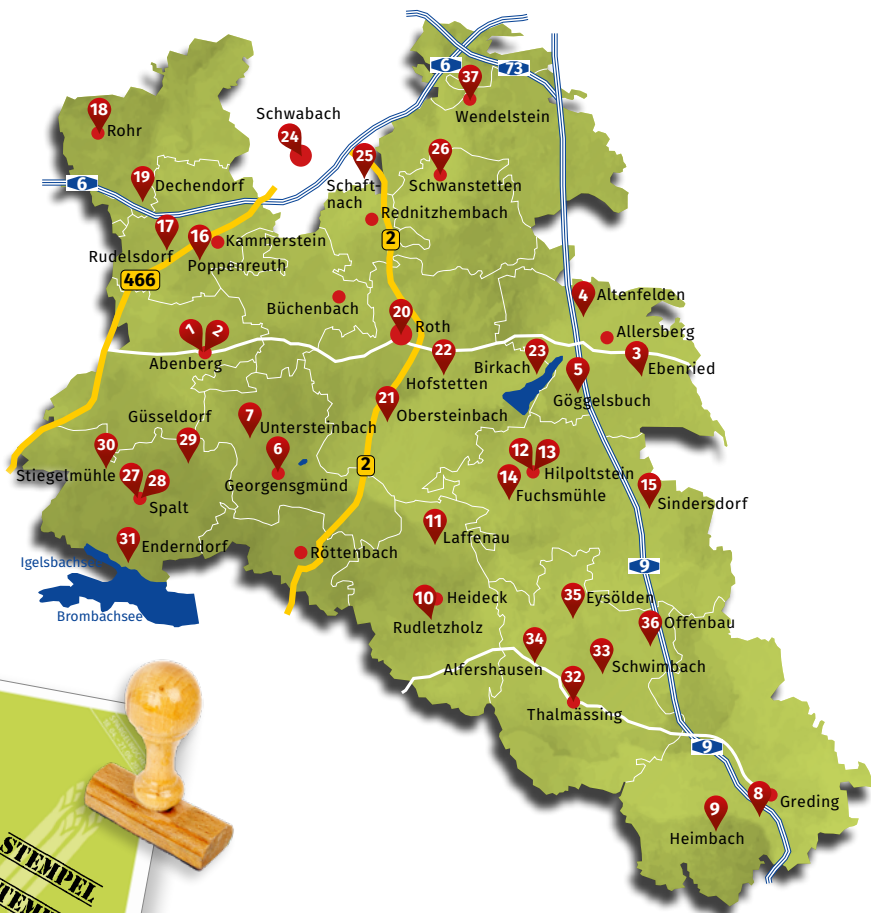 6
73
37
Wendelstein
18
Rohr
Schwabach
24
25
Schaft-
nach
26
Schwanstetten
19
Dechendorf
6
Rednitzhembach
17
Rudelsdorf
16
Kammerstein
Poppenreuth
2
466
4
Altenfelden
Büchenbach
20
Roth
Allersberg
1
2
Abenberg
22
Hofstetten
23
Birkach
3
Ebenried
5
Göggelsbuch
21
Obersteinbach
Güsseldorf
7
Untersteinbach
29
30
Stiegelmühle
6
Georgensgmünd
2
12
13
Hilpoltstein
14
Fuchsmühle
27
28
Spalt
15
Sindersdorf
11
Laffenau
31
Enderndorf
Röttenbach
Igelsbachsee
9
Brombachsee
10
Heideck
Rudletzholz
35
Eysölden
36
Offenbau
34
Alfershausen
33
Schwimbach
32
Thalmässing
9
8
Greding
9
Heimbach
STEMPEL